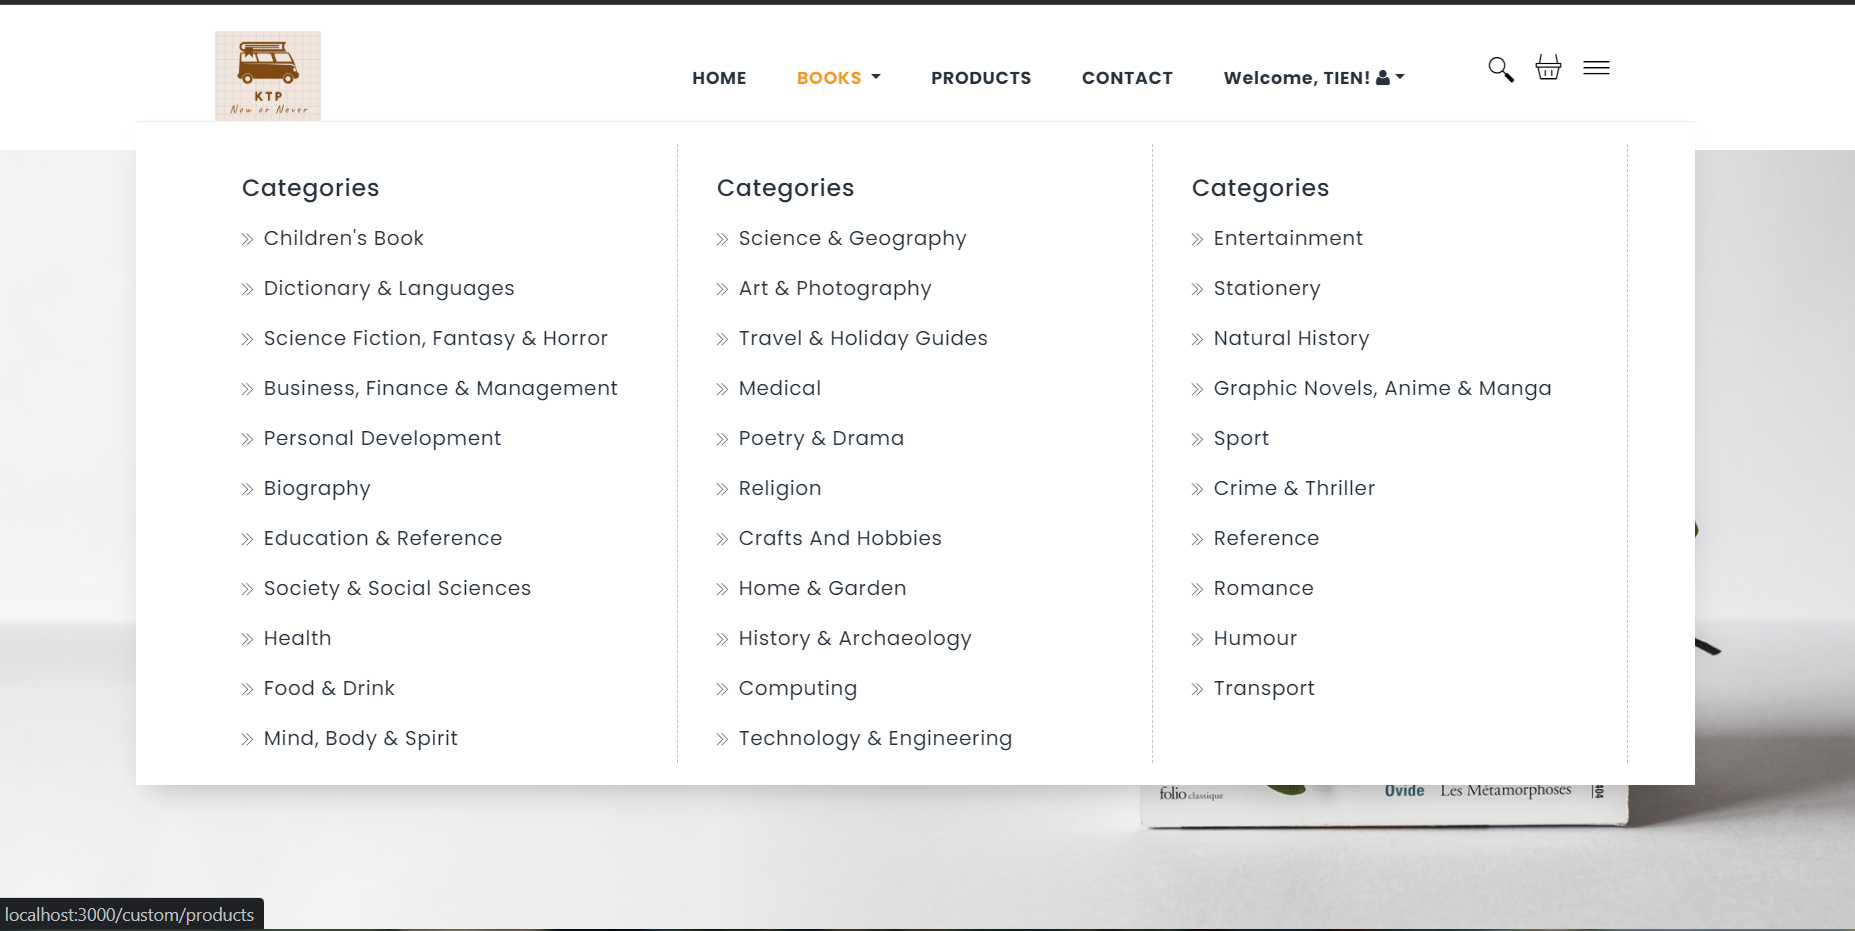 KTP
Now or Never
HOME
BOOKS
PRODUCTS
CONTACT
Welcome, TIEN!
Categories
Children's Book
Dictionary & Languages
Science Fiction, Fantasy & Horror
Business, Finance & Management
Personal Development
Biography
Education & Reference
Society & Social Sciences
Health
Food & Drink
Mind, Body & Spirit
Categories
Science & Geography
Art & Photography
Travel & Holiday Guides
Medical
Poetry & Drama
Religion
Crafts And Hobbies
Home & Garden
History & Archaeology
Computing
Technology & Engineering
Categories
Entertainment
Stationery
Natural History
Graphic Novels, Anime & Manga
Sport
Crime & Thriller
Reference
Romance
Humour
Transport
folio classique
Ovide Les Métamorphoses
404
localhost:3000/custom/products